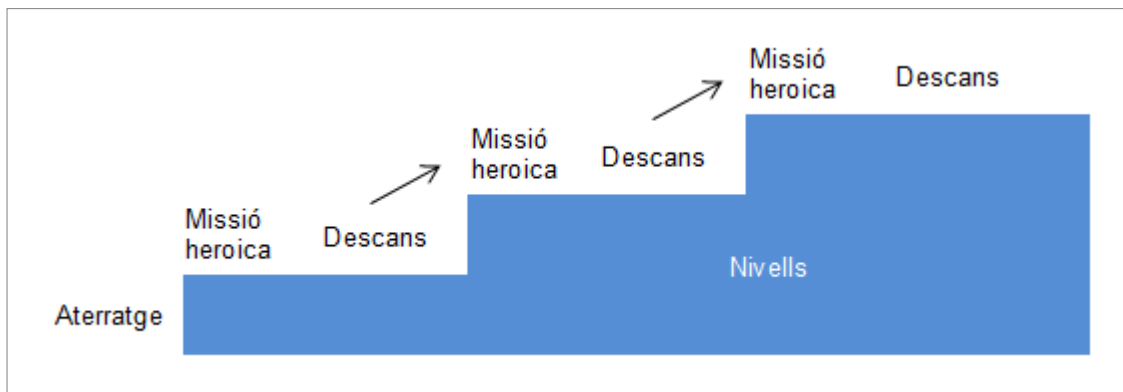 Missió
heroica
Descans
Missió
heroica
Descans
Missió
heroica
Descans
Nivells
Aterratge